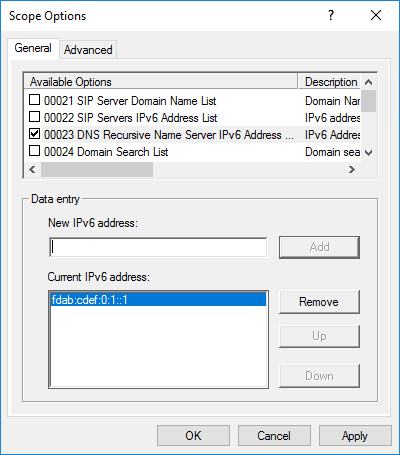 Scope Options
General Advanced
Available Options Description
00021 SIP Server Domain Name List Domain Nar
00022 SIP Servers IPv6 Address List IPv6 addres
00023 DNS Recursive Name Server IPv6 Address ... IPv6 Addres
00024 Domain Search List Domain sea
Data entry
New IPv6 address:
Add
Current IPv6 address:
fdab:cdef:0:1::1
Remove
Up
Down
OK Cancel Apply